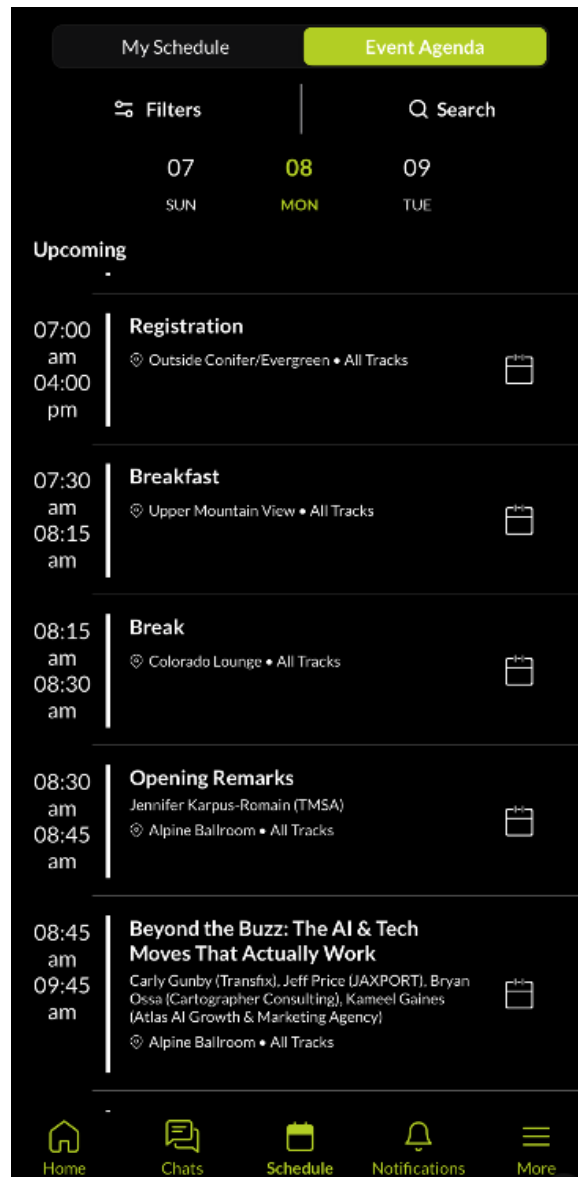 My Schedule
Event Agenda
Filters
Search
07
08
09
SUN
MON
TUE
Upcoming
07:00
am
04:00
pm
Registration
Outside Conifer/Evergreen • All Tracks
07:30
am
08:15
am
Breakfast
Upper Mountain View • All Tracks
08:15
am
08:30
am
Break
Colorado Lounge • All Tracks
08:30
am
08:45
am
Opening Remarks
Jennifer Karpus-Romain (TMSA)
Alpine Ballroom • All Tracks
08:45
am
09:45
am
Beyond the Buzz: The AI & Tech
Moves That Actually Work
Carly Gunby (Transfix), Jeff Price (JAXPORT), Bryan
Ossa (Cartographer Consulting), Kameel Gaines
(Atlas AI Growth & Marketing Agency)
Alpine Ballroom • All Tracks
Home
Chats
Schedule
Notifications
More